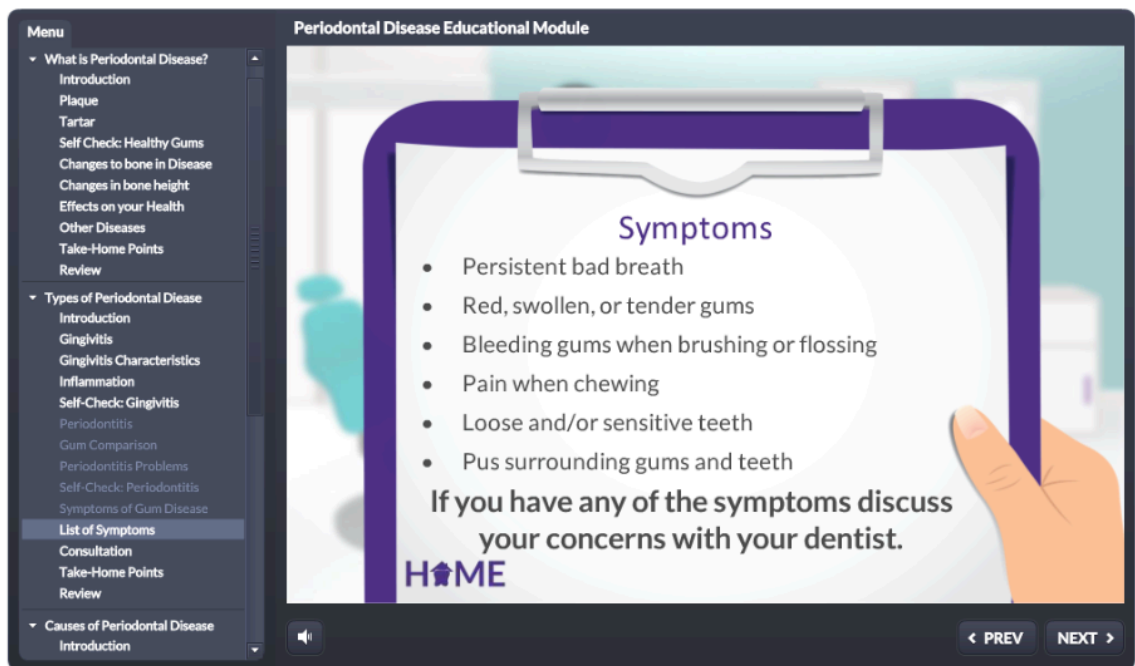 Menu
What is Periodontal Disease?
Introduction
Plaque
Tartar
Self Check: Healthy Gums
Changes to bone in Disease
Changes in bone height
Effects on your Health
Other Diseases
Take-Home Points
Review
Types of Periodontal Diease
Introduction
Gingivitis
Gingivitis Characteristics
Inflammation
Self-Check: Gingivitis
Periodontitis
Gum Comparison
Periodontitis Problems
Self-Check: Periodontitis
Symptoms of Gum Disease
List of Symptoms
Consultation
Take-Home Points
Review
Causes of Periodontal Disease
Introduction
Periodontal Disease Educational Module
Symptoms
• Persistent bad breath
• Red, swollen, or tender gums
• Bleeding gums when brushing or flossing
• Pain when chewing
• Loose and/or sensitive teeth
• Pus surrounding gums and teeth
If you have any of the symptoms discuss
your concerns with your dentist.
HOME
< PREV NEXT >